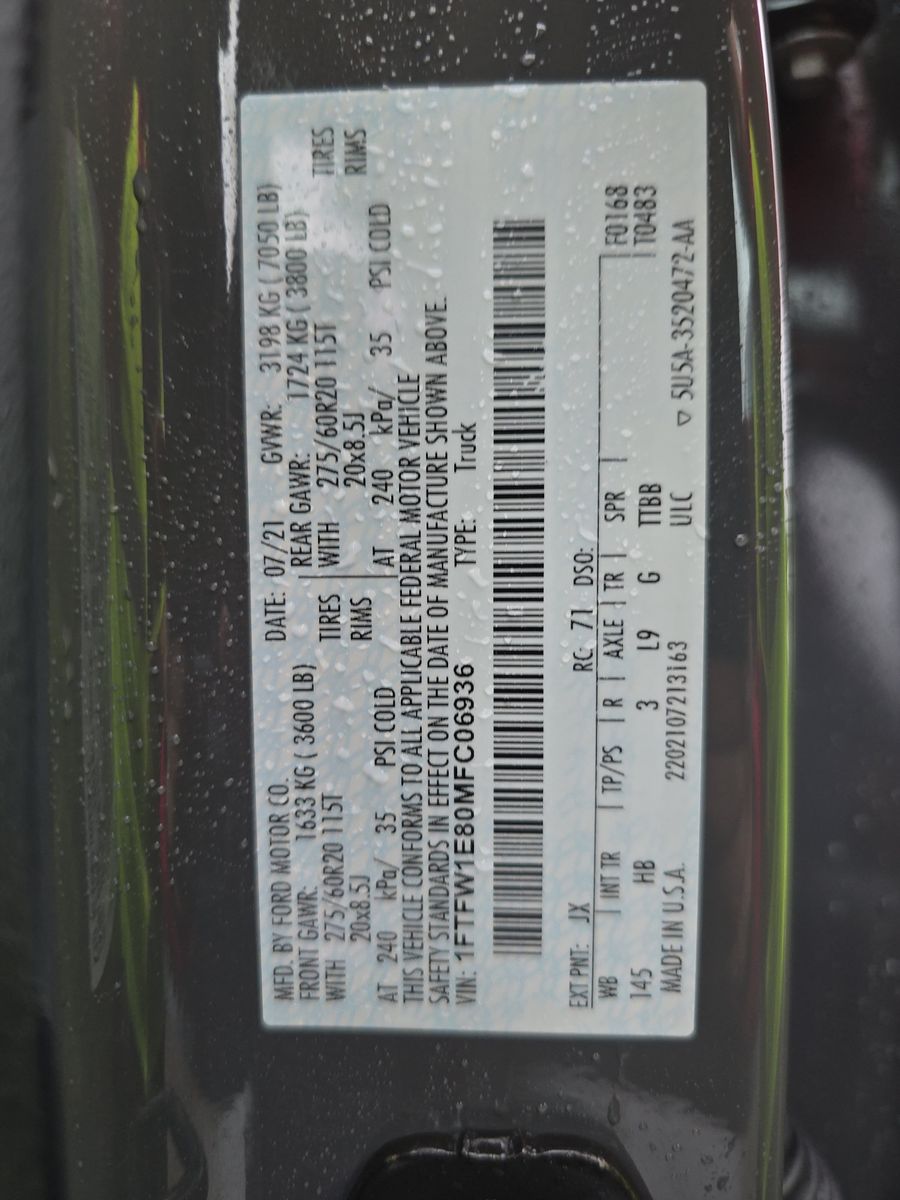 MFD. BY FORD MOTOR CO. DATE: 07/21 GVWR: 3198 KG ( 7050 LB)
FRONT GAWR: 1633 KG ( 3600 LB) REAR GAWR: 1724 KG ( 3800 LB)
WITH 275/60R20 115T TIRES WITH 275/60R20 115T TIRES
20x8.5J RIMS 20x8.5J RIMS
AT 240 kPa/ 35 PSI COLD AT 240 kPa/ 35 PSI COLD
THIS VEHICLE CONFORMS TO ALL APPLICABLE FEDERAL MOTOR VEHICLE
SAFETY STANDARDS IN EFFECT ON THE DATE OF MANUFACTURE SHOWN ABOVE.
VIN: 1FTFW1E80MFC06936 TYPE: Truck
EXT PNT: JX RC: 71 DSO:
WB INT TR TP/PS R AXLE TR SPR F0168
145 HB 3 L9 G TTBB T0483
ULC
MADE IN U.S.A. 2202107213163 ▽ 5U5A-3520472-AA